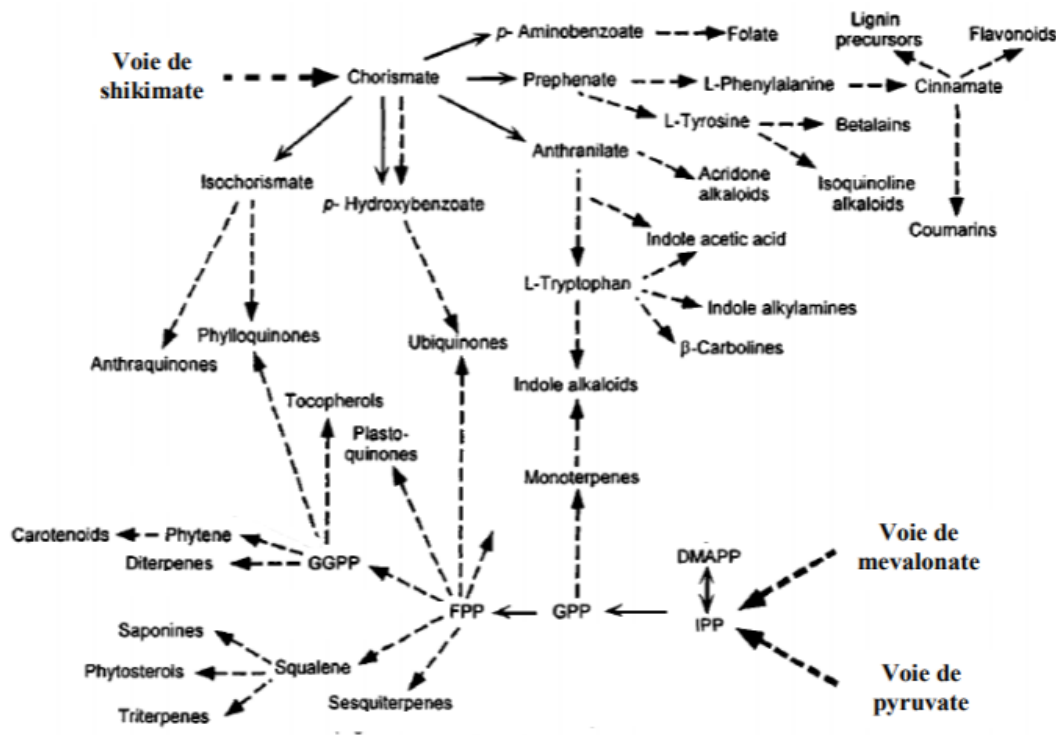 p- Aminobenzoate
Folate
Lignin
precursors
Flavonoids
Voie de
shikimate
Chorismate
Prephenate
L-Phenylalanine
Cinnamate
L-Tyrosine
Betalains
Anthranilate
Isochorismate
p- Hydroxybenzoate
Acridone
alkaloids
Isoquinoline
alkaloids
Coumarins
Indole acetic acid
L-Tryptophan
Indole alkylamines
Phylloquinones
Ubiquinones
β-Carbolines
Anthraquinones
Indole alkaloids
Tocopherols
Plasto-
quinones
Monoterpenes
Carotenoids
Phytene
Diterpenes
GGPP
DMAPP
Voie de
mevalonate
FPP
GPP
IPP
Saponines
Squalene
Phytosterols
Sesquiterpenes
Triterpenes
Voie de
pyruvate